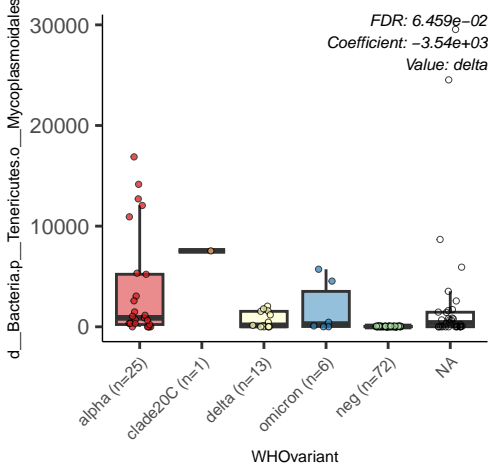 FDR: 6.459e−02
Coefficient: −3.54e+03
Value: delta
d__Bacteria.p__Tenericutes.o__Mycoplasmoidales
30000
20000
10000
0
alpha (n=25)
clade20C (n=1)
delta (n=13)
omicron (n=6)
neg (n=72)
NA
WHOvariant